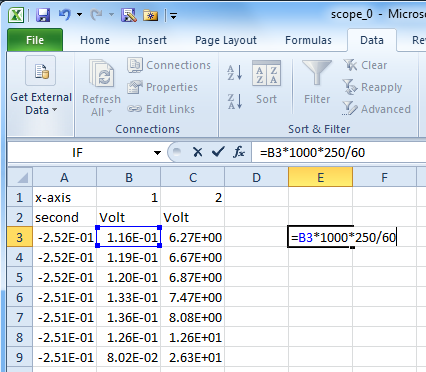 scope_0 - Microsof
File Home Insert Page Layout Formulas Data Re
Get External Data
Refresh All
Connections
Properties
Edit Links
Connections
A Z
Z A
A Z Sort
Filter
Clear
Reapply
Advanced
Sort & Filter
IF =B3*1000*250/60
A B C D E F
1 x-axis 1 2
2 second Volt Volt
3 -2.52E-01 1.16E-01 6.27E+00 =B3*1000*250/60
4 -2.52E-01 1.19E-01 6.67E+00
5 -2.52E-01 1.20E-01 6.87E+00
6 -2.51E-01 1.33E-01 7.47E+00
7 -2.51E-01 1.36E-01 8.08E+00
8 -2.51E-01 1.26E-01 1.26E+01
9 -2.51E-01 8.02E-02 2.63E+01